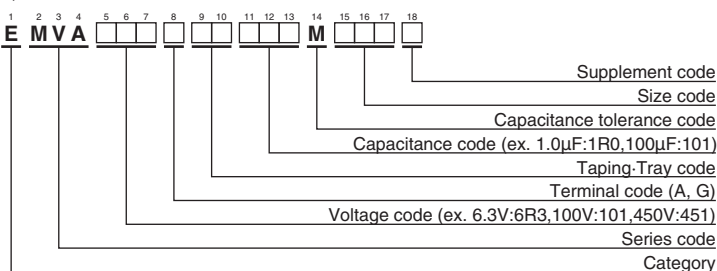 1 2 3 4 5 6 7 8 9 10 11 12 13 14 15 16 17 18
E M V A □□□ □ □□ □□□ M □□□ □
Supplement code
Size code
Capacitance tolerance code
Capacitance code (ex. 1.0µF:1R0,100µF:101)
Taping·Tray code
Terminal code (A, G)
Voltage code (ex. 6.3V:6R3,100V:101,450V:451)
Series code
Category